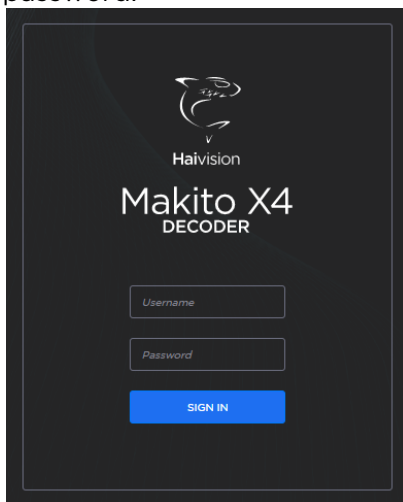 password.
Haivision
Makito X4
DECODER
Username
Password
SIGN IN